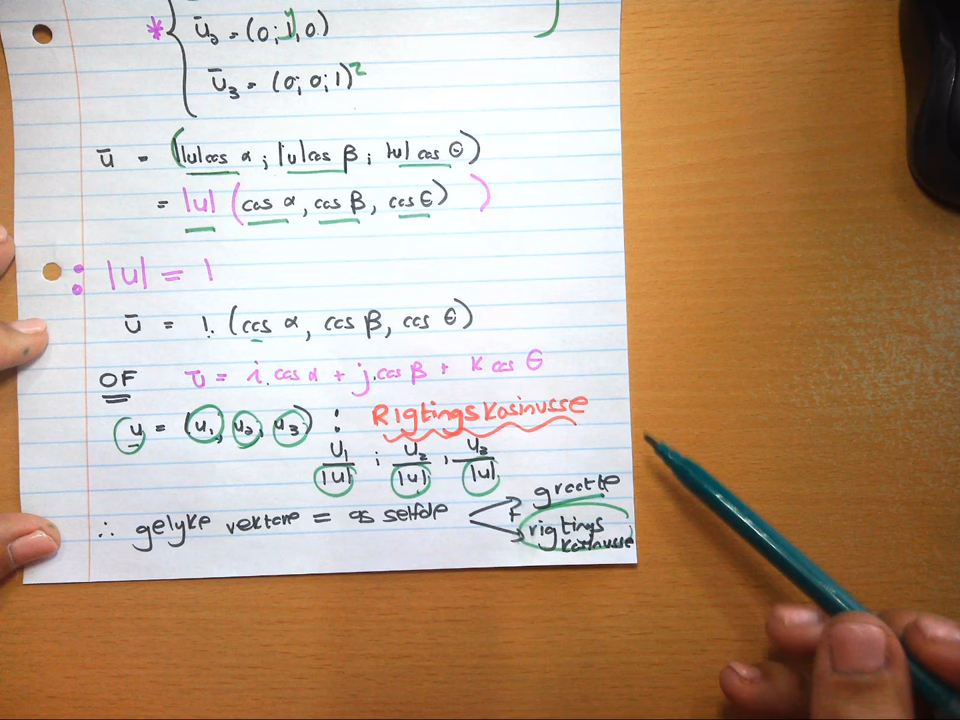 * ū₂ = (0; 1, 0) y
ū₃ = (0; 0; 1) z
ū = (|u|cos α ; |u|cos β ; |u| cos θ)
= |u| (cos α , cos β , cos θ)
: |u| = 1
ū = 1. (cos α , cos β , cos θ)
OF ū = i. cos α + j. cos β + k cos θ
u = (u₁, u₂, u₃) : Rigtingskosinusse
u₁/|u| ; u₂/|u| , u₃/|u|
∴ gelyke vektore = as selfde grootte
rigtings
kosinusse